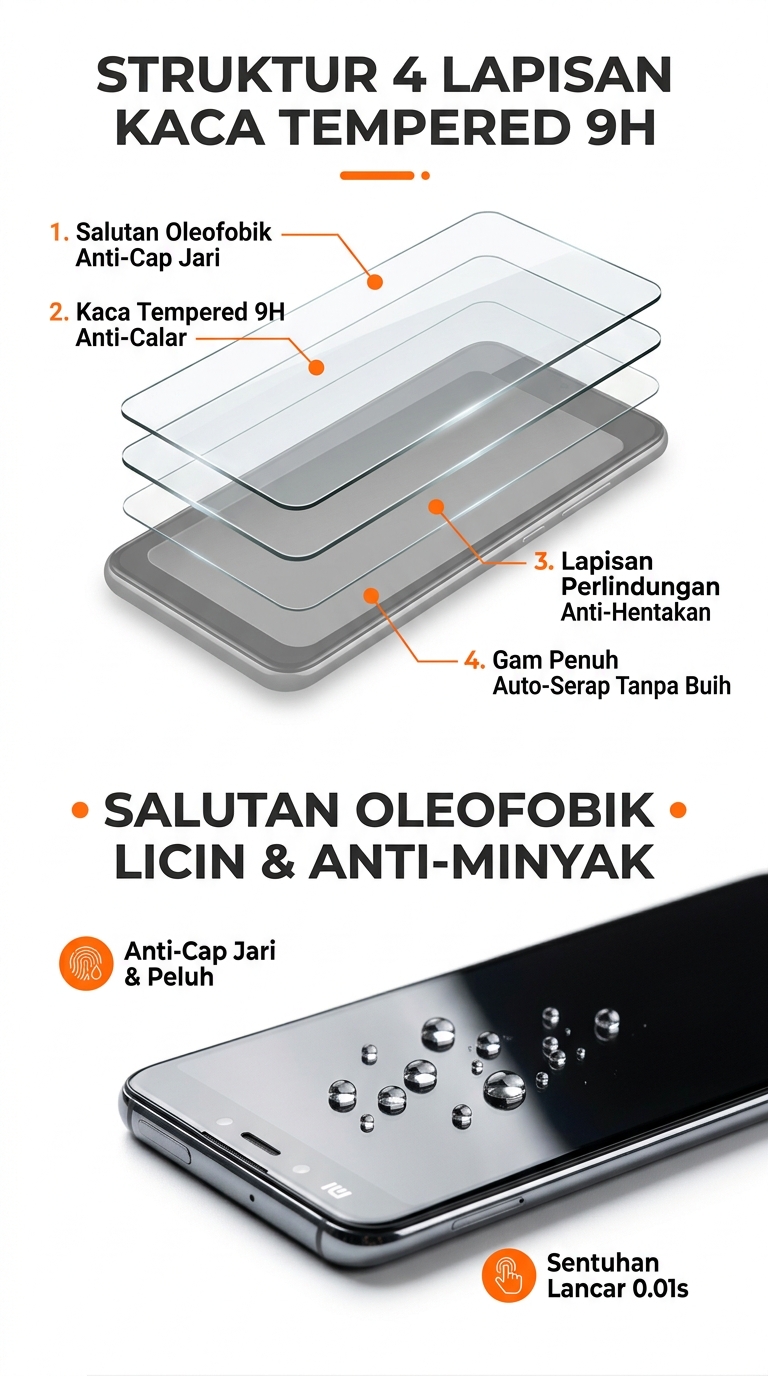 STRUKTUR 4 LAPISAN
KACA TEMPERED 9H
1. Salutan Oleofobik
Anti-Cap Jari
2. Kaca Tempered 9H
Anti-Calar
3. Lapisan
Perlindungan
Anti-Hentakan
4. Gam Penuh
Auto-Serap Tanpa Buih
• SALUTAN OLEOFOBIK •
LICIN & ANTI-MINYAK
Anti-Cap Jari
& Peluh
Sentuhan
Lancar 0.01s